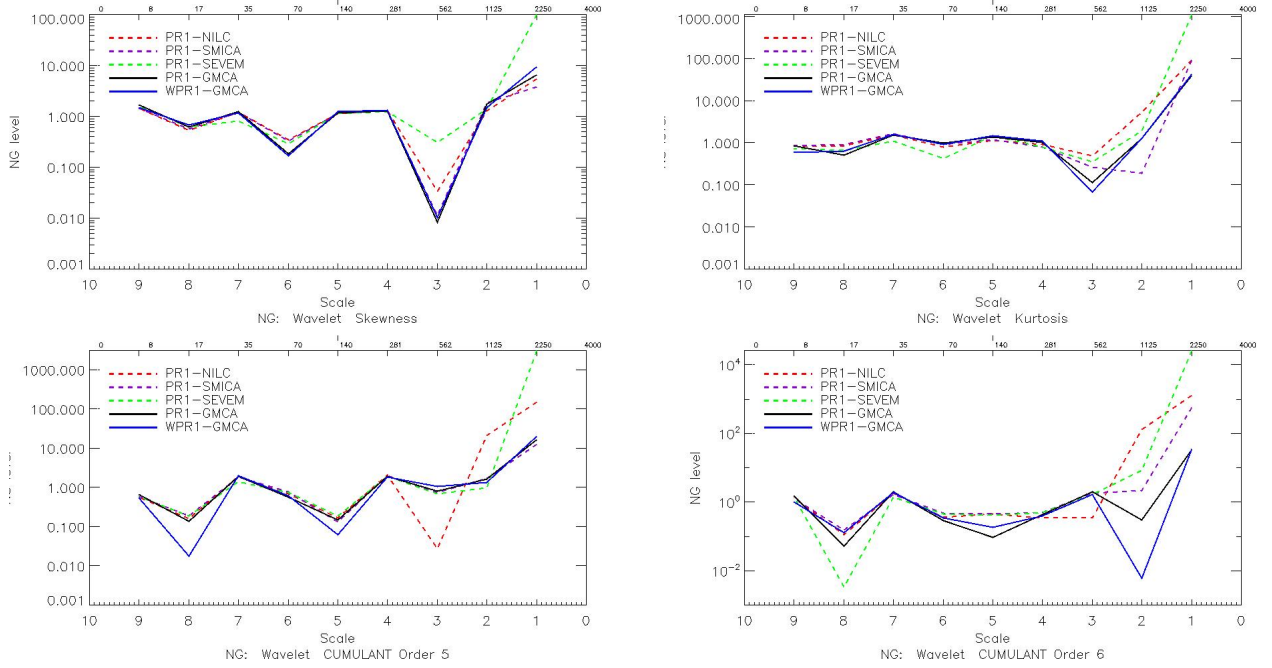 0 8 17 35 70 140 281 562 1125 2250 4000
100.000
10.000
1.000
0.100
0.010
0.001
NG level
PR1-NILC
PR1-SMICA
PR1-SEVEM
PR1-GMCA
WPR1-GMCA
10 9 8 7 6 5 4 3 2 1 0
Scale
NG: Wavelet Skewness
0 8 17 35 70 140 281 562 1125 2250 4000
1000.000
100.000
10.000
1.000
0.100
0.010
0.001
PR1-NILC
PR1-SMICA
PR1-SEVEM
PR1-GMCA
WPR1-GMCA
10 9 8 7 6 5 4 3 2 1 0
Scale
NG: Wavelet Kurtosis
0 8 17 35 70 140 281 562 1125 2250 4000
1000.000
100.000
10.000
1.000
0.100
0.010
0.001
PR1-NILC
PR1-SMICA
PR1-SEVEM
PR1-GMCA
WPR1-GMCA
10 9 8 7 6 5 4 3 2 1 0
Scale
NG: Wavelet CUMULANT Order 5
0 8 17 35 70 140 281 562 1125 2250 4000
10^4
10^2
10^0
10^-2
NG level
PR1-NILC
PR1-SMICA
PR1-SEVEM
PR1-GMCA
WPR1-GMCA
10 9 8 7 6 5 4 3 2 1 0
Scale
NG: Wavelet CUMULANT Order 6